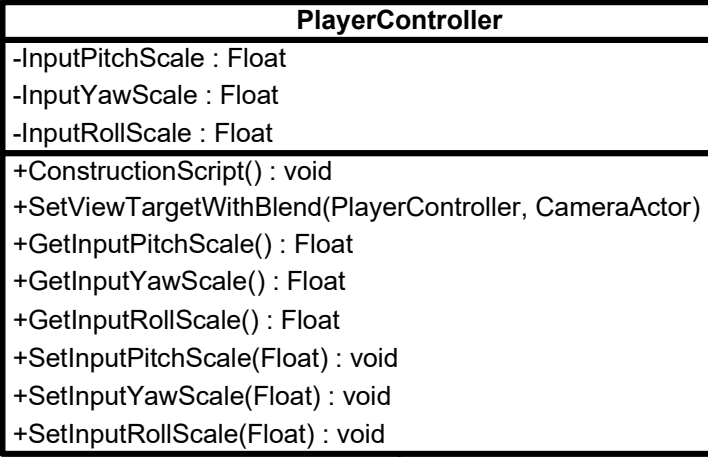 PlayerController
-InputPitchScale : Float
-InputYawScale : Float
-InputRollScale : Float
+ConstructionScript() : void
+SetViewTargetWithBlend(PlayerController, CameraActor)
+GetInputPitchScale() : Float
+GetInputYawScale() : Float
+GetInputRollScale() : Float
+SetInputPitchScale(Float) : void
+SetInputYawScale(Float) : void
+SetInputRollScale(Float) : void